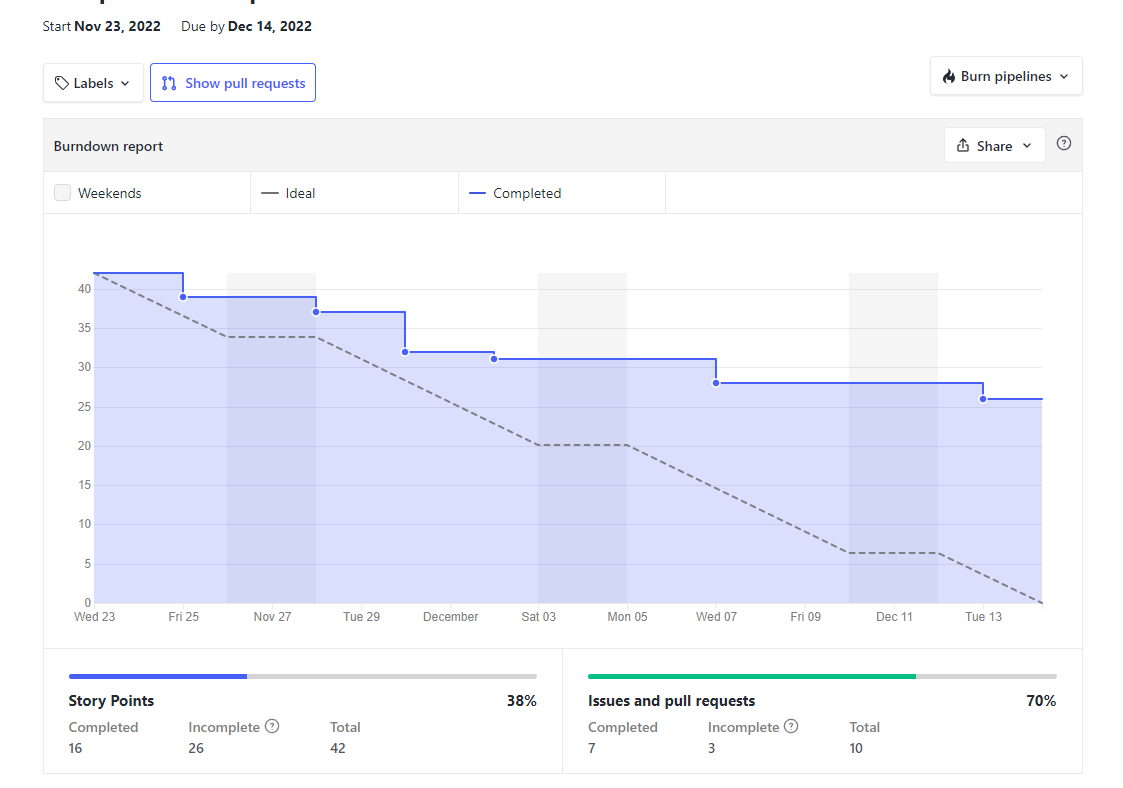 Start Nov 23, 2022 Due by Dec 14, 2022
Labels Show pull requests Burn pipelines
Burndown report Share ?
Weekends Ideal Completed
40
35
30
25
20
15
10
5
0
Wed 23 Fri 25 Nov 27 Tue 29 December Sat 03 Mon 05 Wed 07 Fri 09 Dec 11 Tue 13
Story Points 38%
Completed Incomplete ? Total
16 26 42
Issues and pull requests 70%
Completed Incomplete ? Total
7 3 10